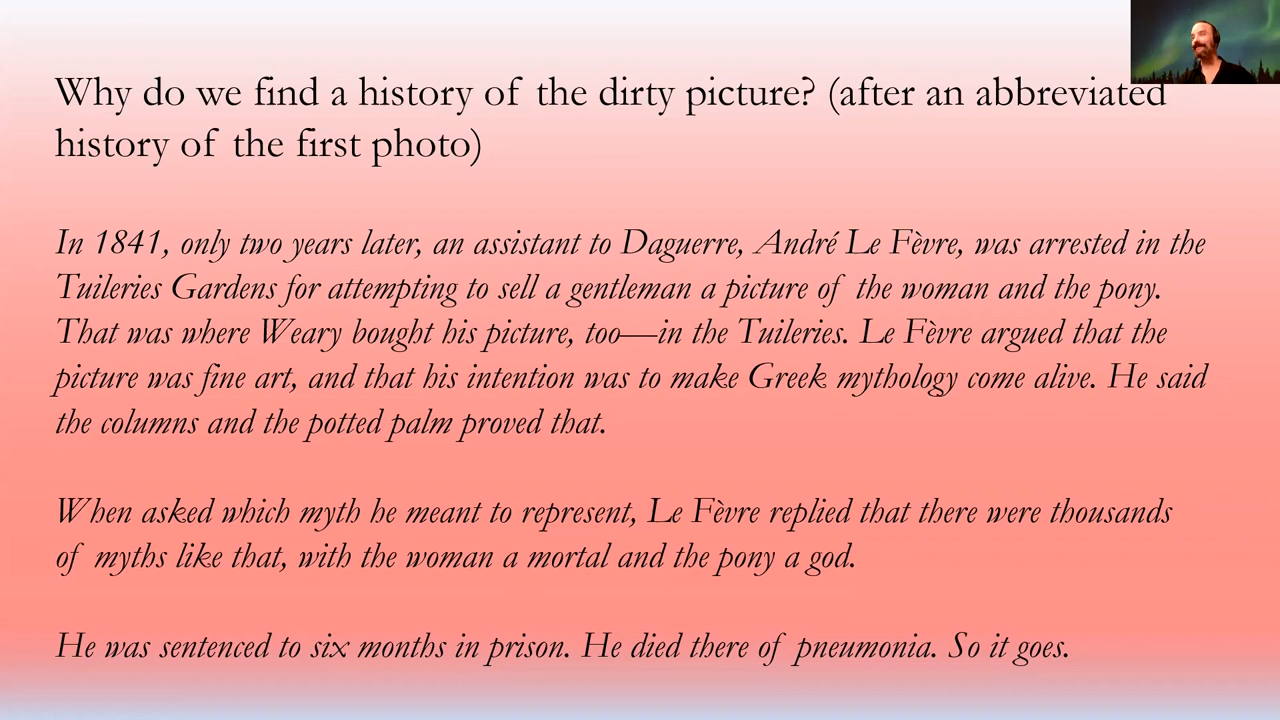 Why do we find a history of the dirty picture? (after an abbreviated
history of the first photo)
In 1841, only two years later, an assistant to Daguerre, André Le Fèvre, was arrested in the
Tuileries Gardens for attempting to sell a gentleman a picture of the woman and the pony.
That was where Weary bought his picture, too—in the Tuileries. Le Fèvre argued that the
picture was fine art, and that his intention was to make Greek mythology come alive. He said
the columns and the potted palm proved that.
When asked which myth he meant to represent, Le Fèvre replied that there were thousands
of myths like that, with the woman a mortal and the pony a god.
He was sentenced to six months in prison. He died there of pneumonia. So it goes.